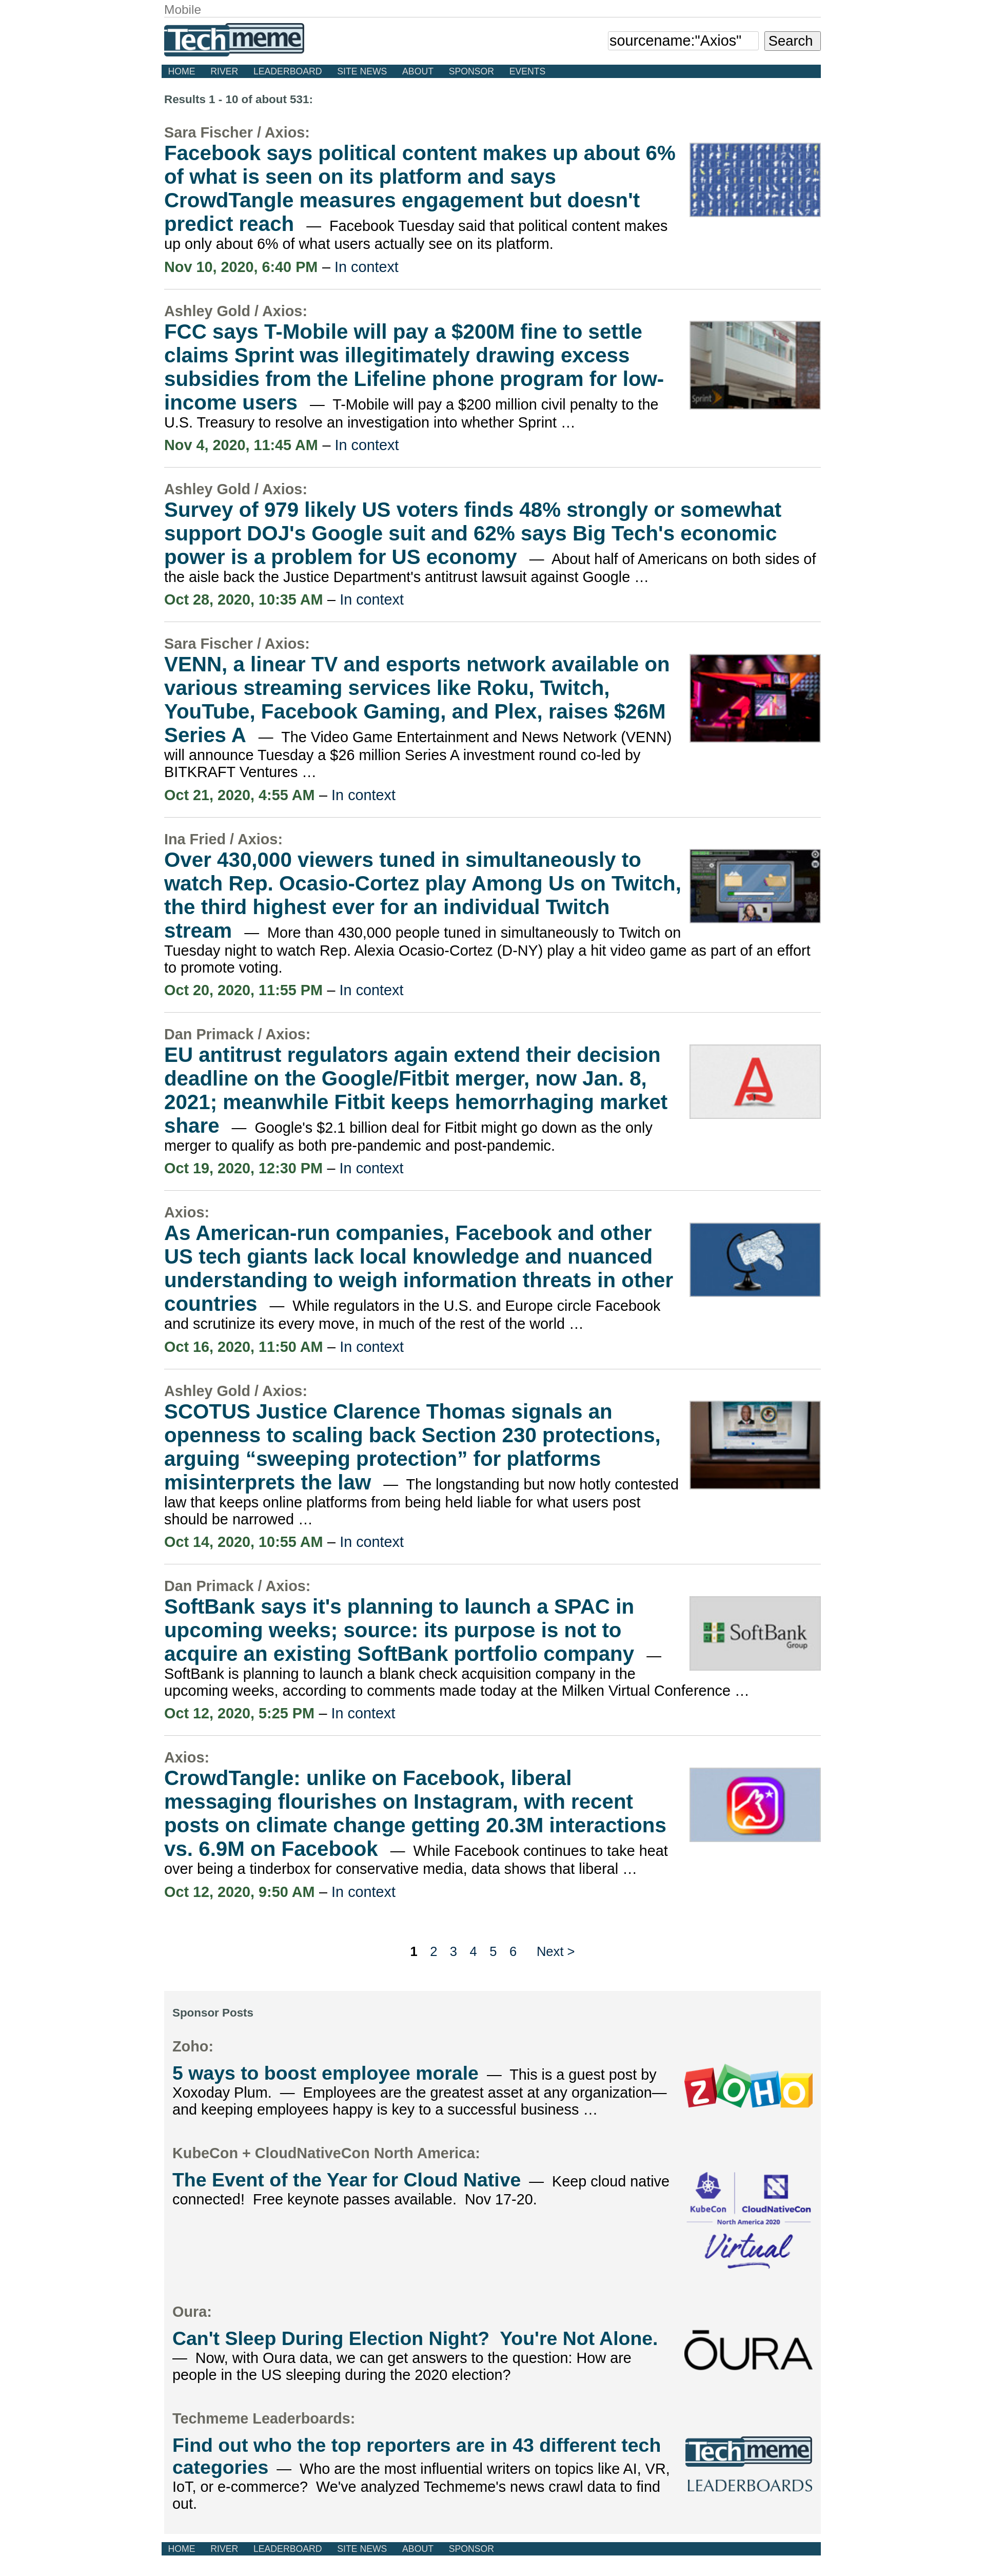 Mobile
Techmeme
sourcename:"Axios"
Search
HOME RIVER LEADERBOARD SITE NEWS ABOUT SPONSOR EVENTS
Results 1 - 10 of about 531:
Sara Fischer / Axios:
Facebook says political content makes up about 6%
of what is seen on its platform and says
CrowdTangle measures engagement but doesn't
predict reach — Facebook Tuesday said that political content makes
up only about 6% of what users actually see on its platform.
Nov 10, 2020, 6:40 PM – In context
Ashley Gold / Axios:
FCC says T-Mobile will pay a $200M fine to settle
claims Sprint was illegitimately drawing excess
subsidies from the Lifeline phone program for low-
income users — T-Mobile will pay a $200 million civil penalty to the
U.S. Treasury to resolve an investigation into whether Sprint …
Nov 4, 2020, 11:45 AM – In context
Sprint
Ashley Gold / Axios:
Survey of 979 likely US voters finds 48% strongly or somewhat
support DOJ's Google suit and 62% says Big Tech's economic
power is a problem for US economy — About half of Americans on both sides of
the aisle back the Justice Department's antitrust lawsuit against Google …
Oct 28, 2020, 10:35 AM – In context
Sara Fischer / Axios:
VENN, a linear TV and esports network available on
various streaming services like Roku, Twitch,
YouTube, Facebook Gaming, and Plex, raises $26M
Series A — The Video Game Entertainment and News Network (VENN)
will announce Tuesday a $26 million Series A investment round co-led by
BITKRAFT Ventures …
Oct 21, 2020, 4:55 AM – In context
Ina Fried / Axios:
Over 430,000 viewers tuned in simultaneously to
watch Rep. Ocasio-Cortez play Among Us on Twitch,
the third highest ever for an individual Twitch
stream — More than 430,000 people tuned in simultaneously to Twitch on
Tuesday night to watch Rep. Alexia Ocasio-Cortez (D-NY) play a hit video game as part of an effort
to promote voting.
Oct 20, 2020, 11:55 PM – In context
Dan Primack / Axios:
EU antitrust regulators again extend their decision
deadline on the Google/Fitbit merger, now Jan. 8,
2021; meanwhile Fitbit keeps hemorrhaging market
share — Google's $2.1 billion deal for Fitbit might go down as the only
merger to qualify as both pre-pandemic and post-pandemic.
Oct 19, 2020, 12:30 PM – In context
Axios:
As American-run companies, Facebook and other
US tech giants lack local knowledge and nuanced
understanding to weigh information threats in other
countries — While regulators in the U.S. and Europe circle Facebook
and scrutinize its every move, in much of the rest of the world …
Oct 16, 2020, 11:50 AM – In context
Ashley Gold / Axios:
SCOTUS Justice Clarence Thomas signals an
openness to scaling back Section 230 protections,
arguing “sweeping protection” for platforms
misinterprets the law — The longstanding but now hotly contested
law that keeps online platforms from being held liable for what users post
should be narrowed …
Oct 14, 2020, 10:55 AM – In context
Dan Primack / Axios:
SoftBank says it's planning to launch a SPAC in
upcoming weeks; source: its purpose is not to
acquire an existing SoftBank portfolio company —
SoftBank is planning to launch a blank check acquisition company in the
upcoming weeks, according to comments made today at the Milken Virtual Conference …
Oct 12, 2020, 5:25 PM – In context
SoftBank
Group
Axios:
CrowdTangle: unlike on Facebook, liberal
messaging flourishes on Instagram, with recent
posts on climate change getting 20.3M interactions
vs. 6.9M on Facebook — While Facebook continues to take heat
over being a tinderbox for conservative media, data shows that liberal …
Oct 12, 2020, 9:50 AM – In context
1 2 3 4 5 6 Next >
Sponsor Posts
Zoho:
5 ways to boost employee morale — This is a guest post by
Xoxoday Plum. — Employees are the greatest asset at any organization—
and keeping employees happy is key to a successful business …
ZOHO
KubeCon + CloudNativeCon North America:
The Event of the Year for Cloud Native — Keep cloud native
connected! Free keynote passes available. Nov 17-20.
KubeCon CloudNativeCon
North America 2020
Virtual
Oura:
Can't Sleep During Election Night? You're Not Alone.
— Now, with Oura data, we can get answers to the question: How are
people in the US sleeping during the 2020 election?
ŌURA
Techmeme Leaderboards:
Find out who the top reporters are in 43 different tech
categories — Who are the most influential writers on topics like AI, VR,
IoT, or e-commerce? We've analyzed Techmeme's news crawl data to find
out.
Techmeme
LEADERBOARDS
HOME RIVER LEADERBOARD SITE NEWS ABOUT SPONSOR